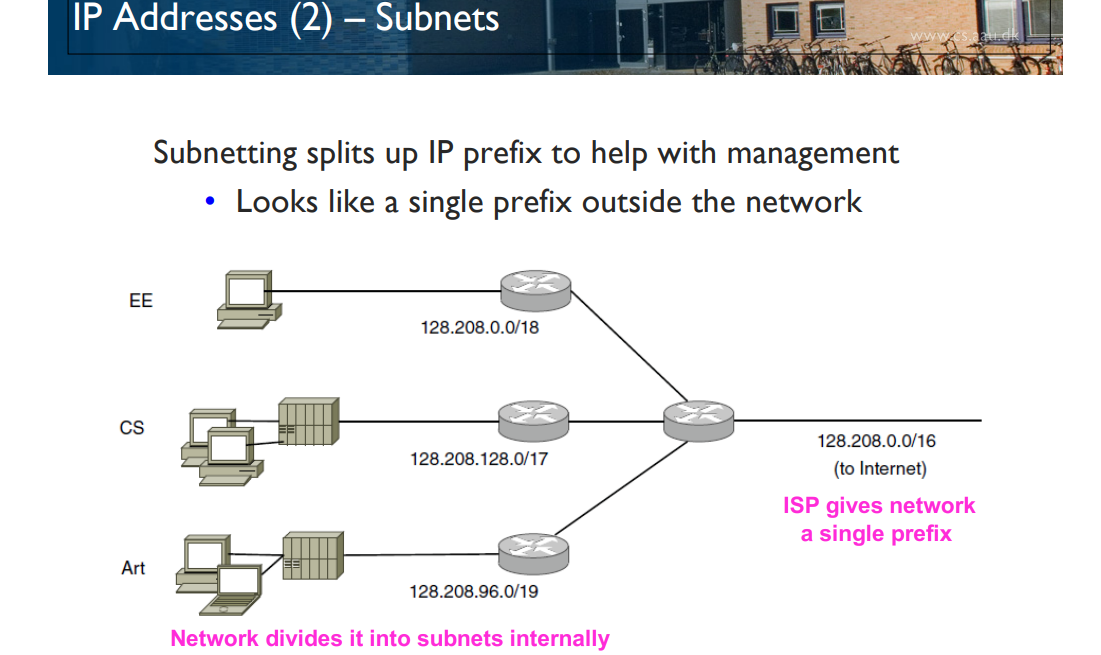 IP Addresses (2) – Subnets
www.cs.aau.dk
Subnetting splits up IP prefix to help with management
• Looks like a single prefix outside the network
EE
128.208.0.0/18
CS
128.208.128.0/17
128.208.0.0/16
(to Internet)
ISP gives network
a single prefix
Art
128.208.96.0/19
Network divides it into subnets internally